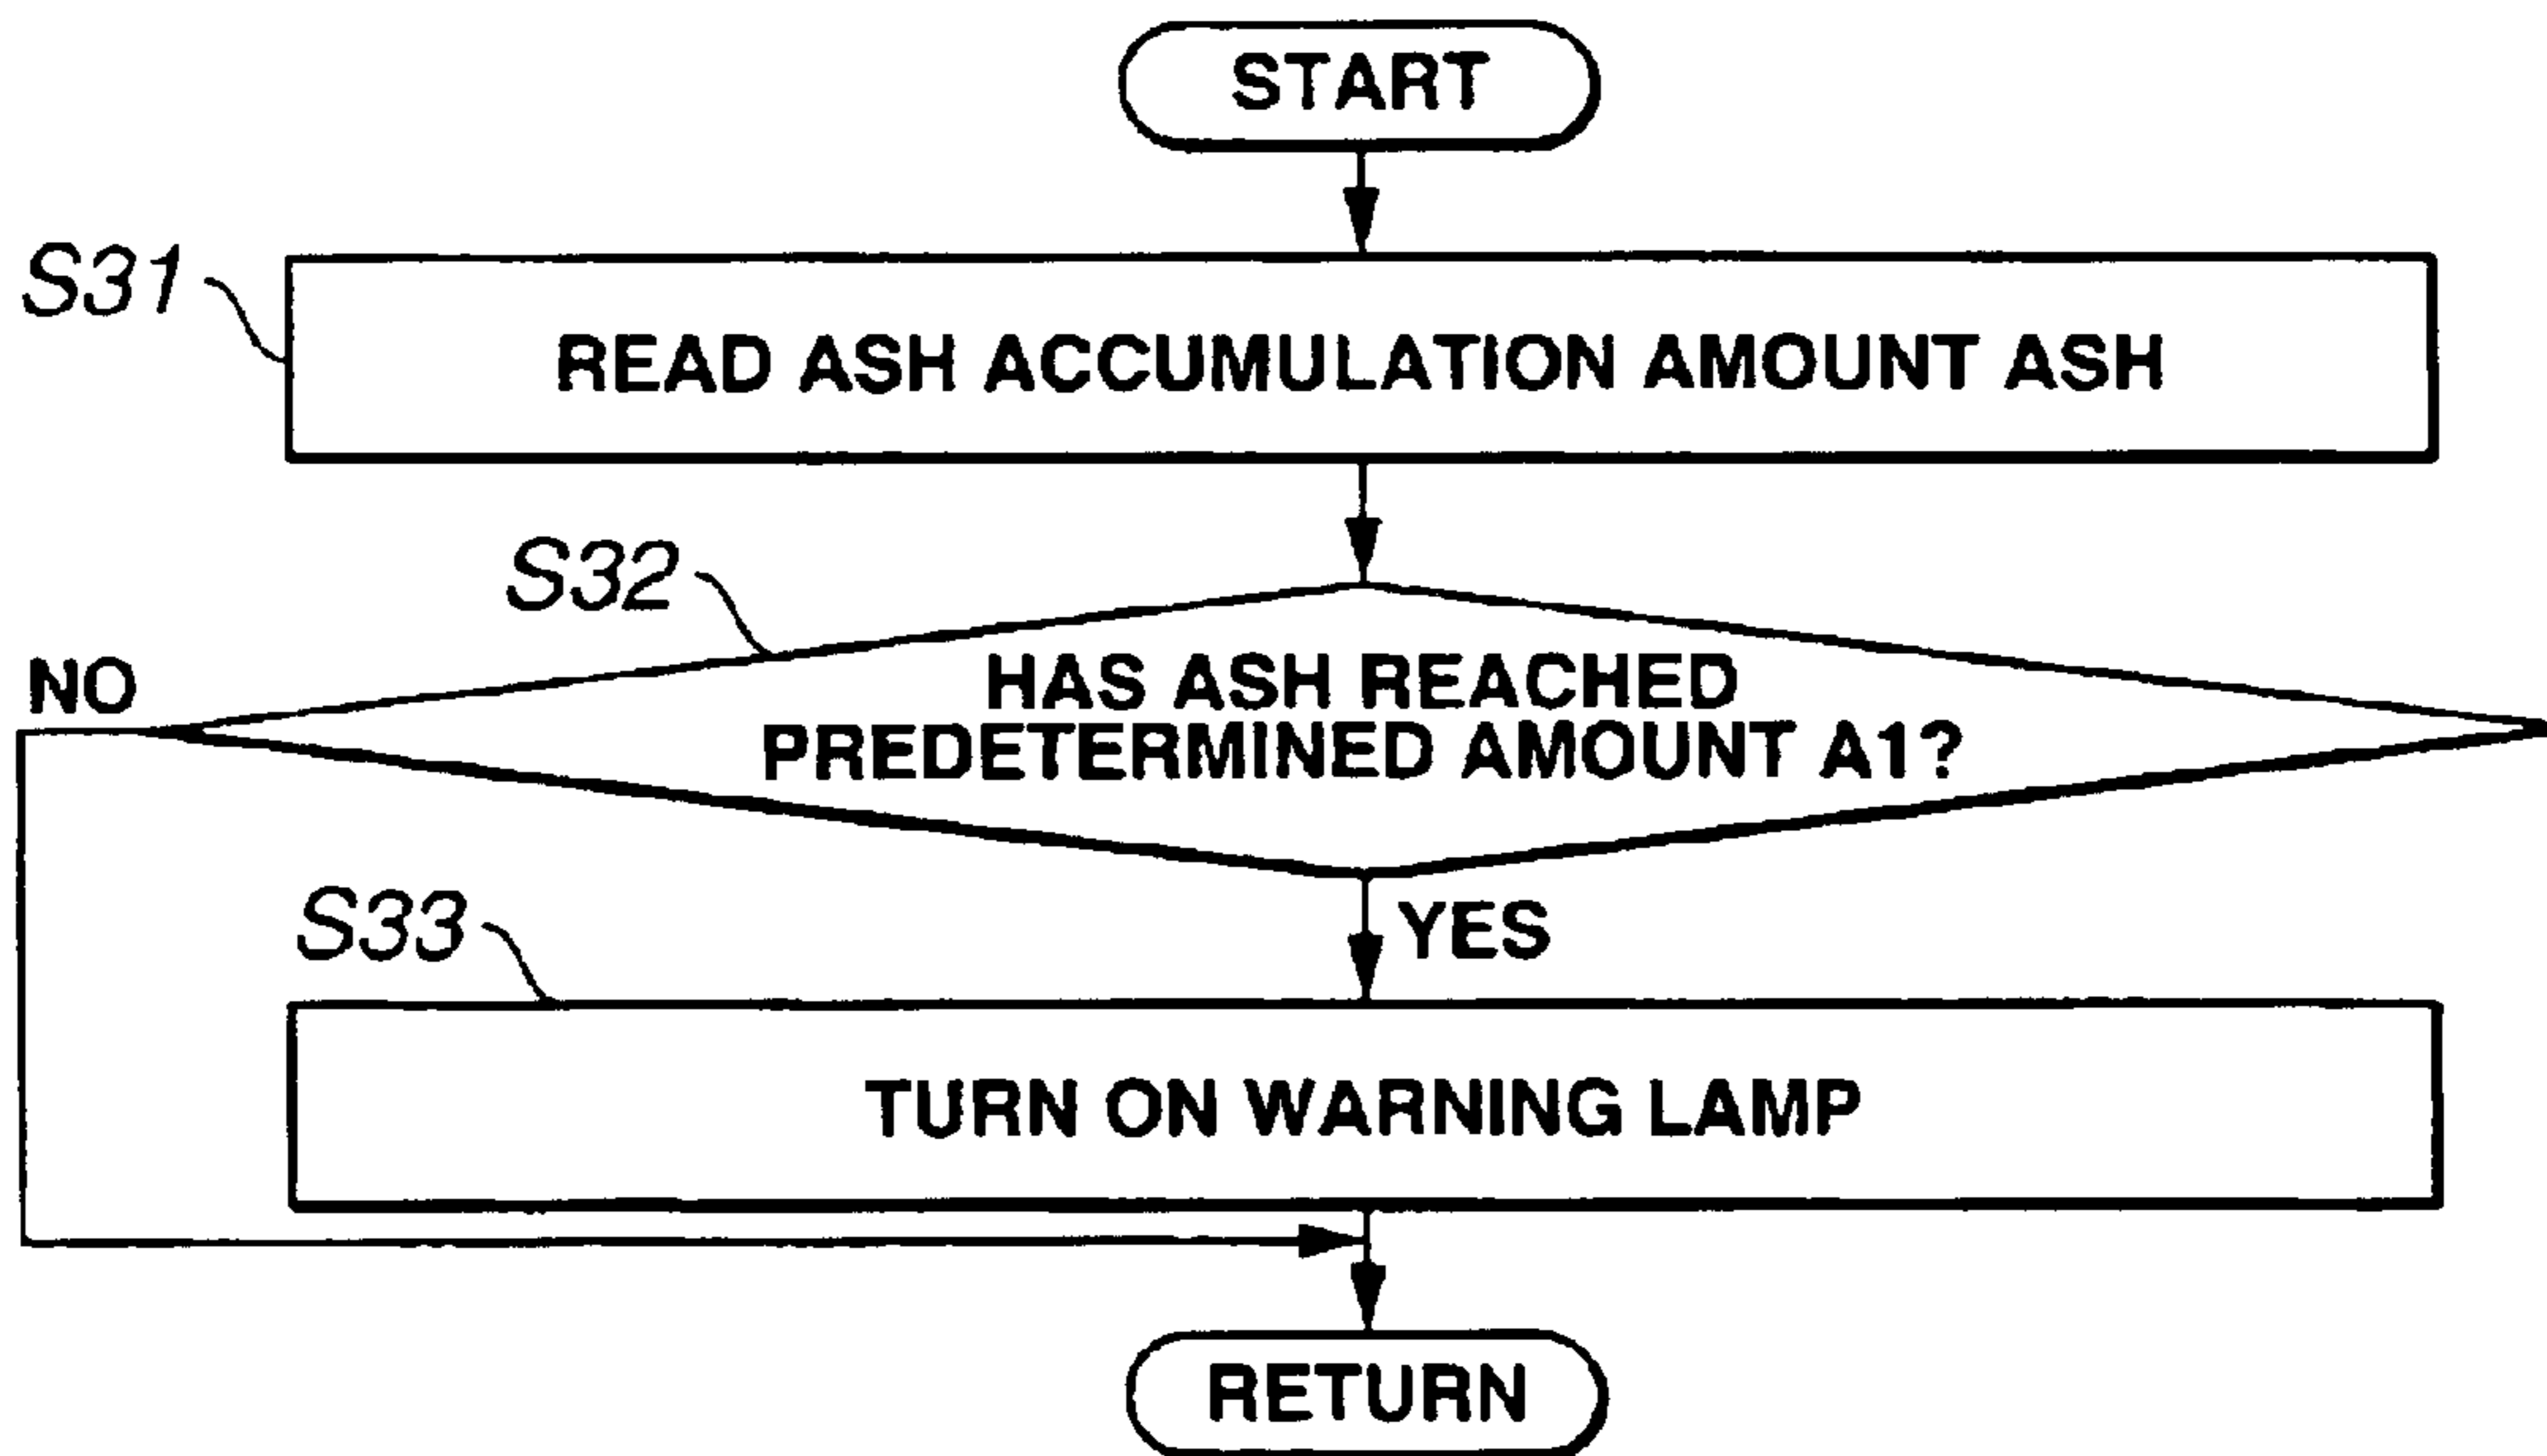 START
S31
READ ASH ACCUMULATION AMOUNT ASH
S32
NO
HAS ASH REACHED
PREDETERMINED AMOUNT A1?
YES
S33
TURN ON WARNING LAMP
RETURN